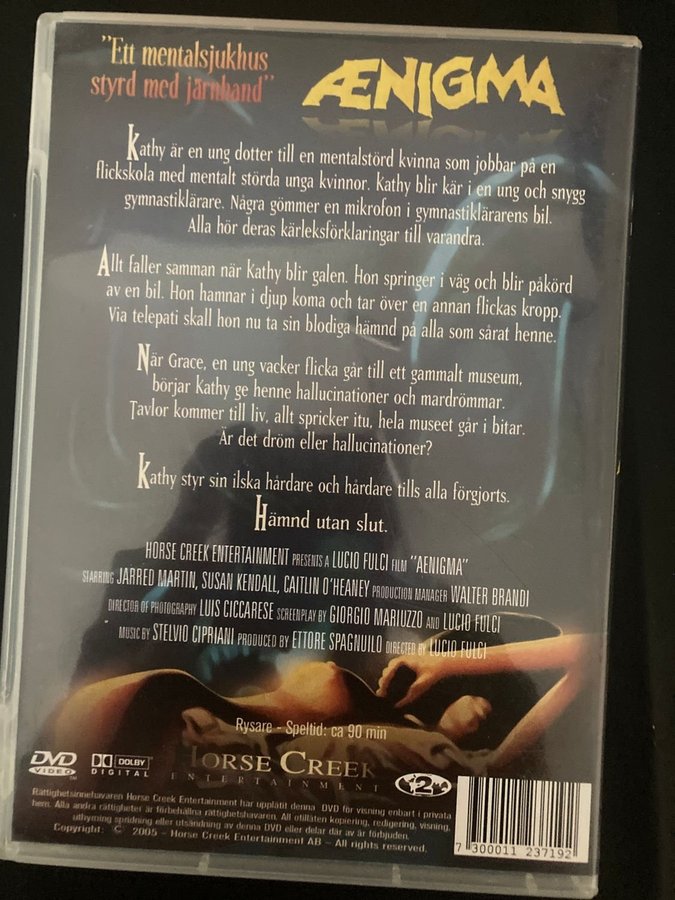 "Ett mentalsjukhus
styrd med järnhand"
ÆNIGMA
Kathy är en ung dotter till en mentalstörd kvinna som jobbar på en
flickskola med mentalt störda unga kvinnor. Kathy blir kär i en ung och snygg
gymnastiklärare. Några gömmer en mikrofon i gymnastiklärarens bil.
Alla hör deras kärleksförklaringar till varandra.
Allt faller samman när Kathy blir galen. Hon springer i väg och blir påkörd
av en bil. Hon hamnar i djup koma och tar över en annan flickas kropp.
Via telepati skall hon nu ta sin blodiga hämnd på alla som sårat henne.
När Grace, en ung vacker flicka går till ett gammalt museum,
börjar Kathy ge henne hallucinationer och mardrömmar.
Tavlor kommer till liv, allt spricker itu, hela museet går i bitar.
Är det dröm eller hallucinationer?
Kathy styr sin ilska hårdare och hårdare tills alla förgjorts.
Hämnd utan slut.
HORSE CREEK ENTERTAINMENT PRESENTS A LUCIO FULCI FILM "AENIGMA"
STARRING JARRED MARTIN, SUSAN KENDALL, CAITLIN O'HEANEY PRODUCTION MANAGER WALTER BRANDI
DIRECTOR OF PHOTOGRAPHY LUIS CICCARESE SCREENPLAY BY GIORGIO MARIUZZO AND LUCIO FULCI
MUSIC BY STELVIO CIPRIANI PRODUCED BY ETTORE SPAGNUILO DIRECTED BY LUCIO FULCI
Rysare - Speltid: ca 90 min
DVD
VIDEO
DOLBY
DIGITAL
HORSE CREEK
ENTERTAINMENT
2
Rättighetsinnehavaren Horse Creek Entertainment har upplåtit denna DVD för visning enbart i privata
hem. Alla andra rättigheter är förbehållna rättighetshavaren. All otillåten kopiering, redigering, visning,
uthyrning spridning eller utsändning av denna DVD eller delar där av är förbjuden.
Copyright: © 2005 - Horse Creek Entertainment AB - All rights reserved.
7 300011 237192